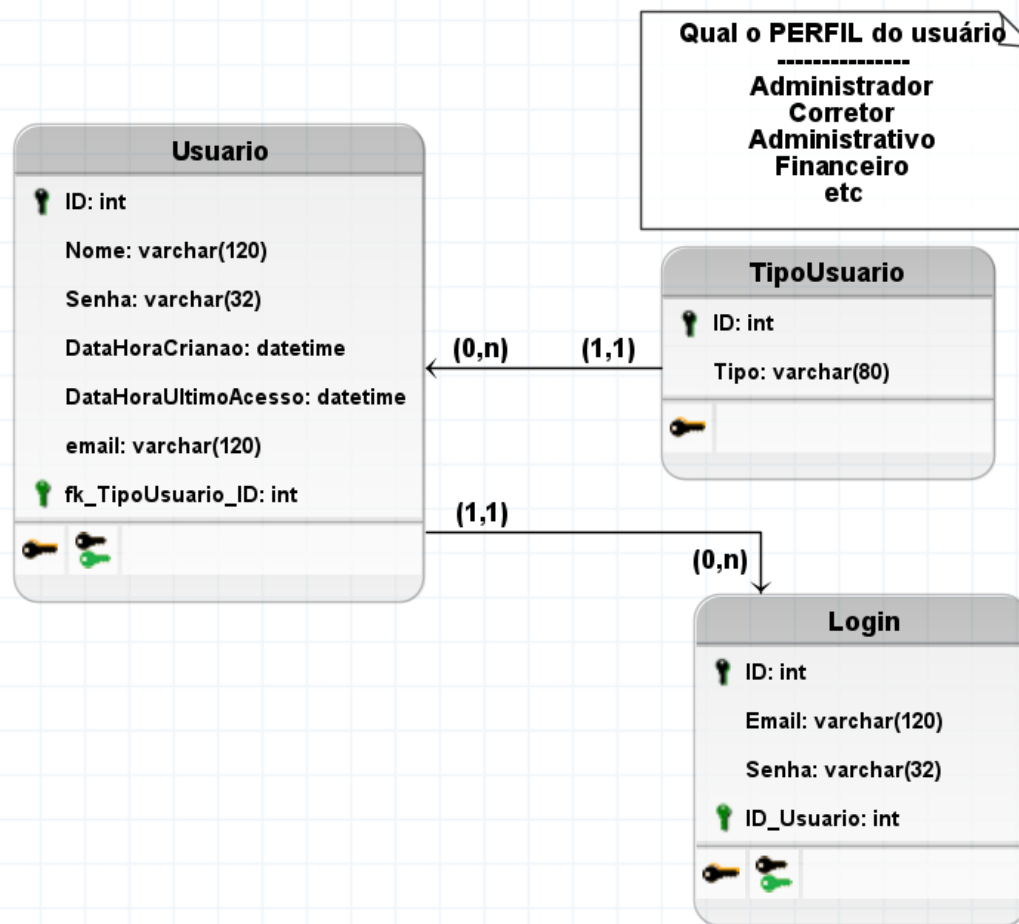 Qual o PERFIL do usuário
---------------
Administrador
Corretor
Administrativo
Financeiro
etc
Usuario
ID: int
Nome: varchar(120)
Senha: varchar(32)
DataHoraCrianao: datetime
DataHoraUltimoAcesso: datetime
email: varchar(120)
fk_TipoUsuario_ID: int
TipoUsuario
ID: int
Tipo: varchar(80)
(0,n)
(1,1)
(1,1)
(0,n)
Login
ID: int
Email: varchar(120)
Senha: varchar(32)
ID_Usuario: int